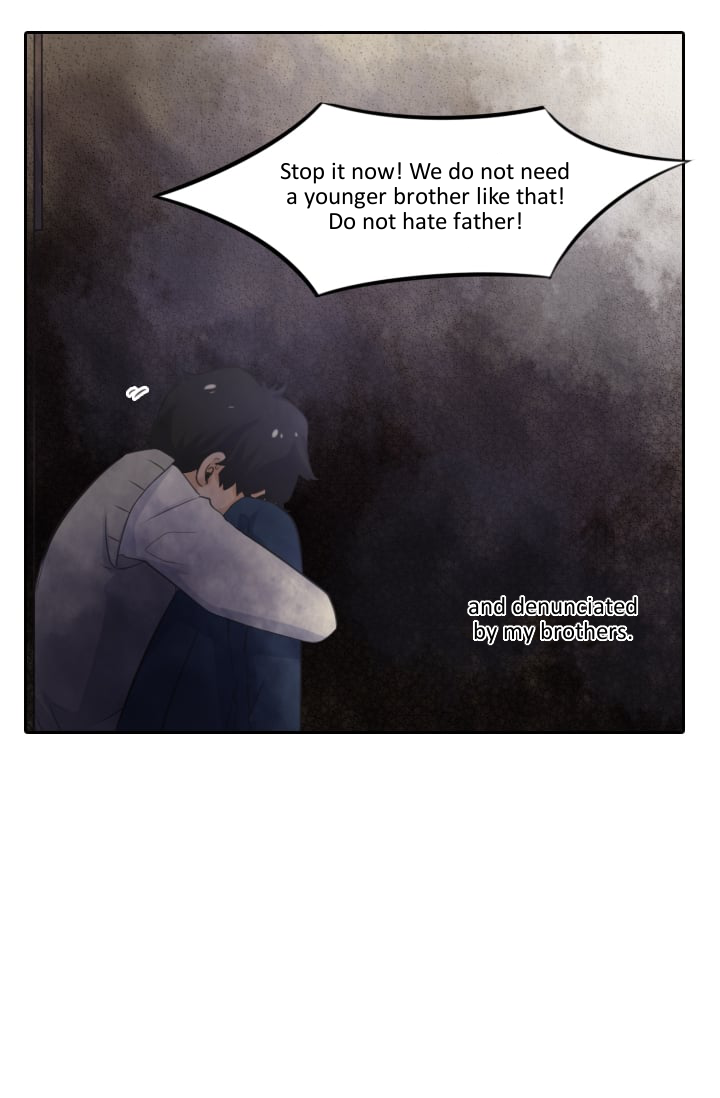 Stop it now! We do not need
a younger brother like that!
Do not hate father!
and denunciated
by my brothers.